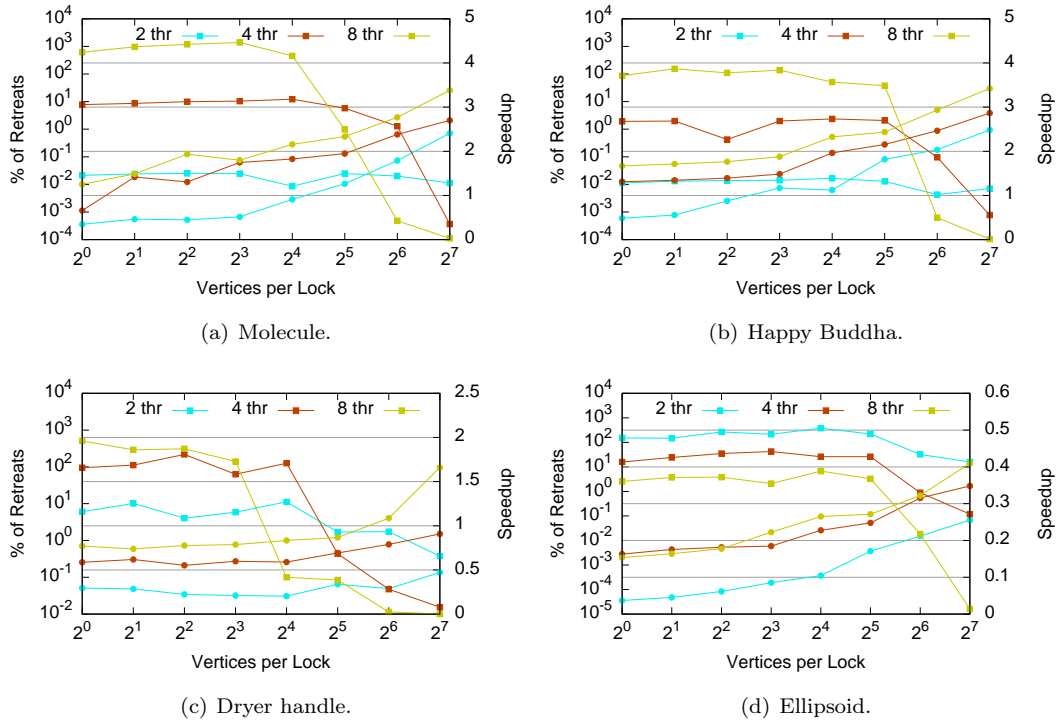 10^4
10^3
10^2
10^1
10^0
10^-1
10^-2
10^-3
10^-4
% of Retreats
2 thr 4 thr 8 thr
5
4
3
2
1
0
Speedup
2^0 2^1 2^2 2^3 2^4 2^5 2^6 2^7
Vertices per Lock
(a) Molecule.
10^4
10^3
10^2
10^1
10^0
10^-1
10^-2
10^-3
10^-4
% of Retreats
2 thr 4 thr 8 thr
5
4
3
2
1
0
Speedup
2^0 2^1 2^2 2^3 2^4 2^5 2^6 2^7
Vertices per Lock
(b) Happy Buddha.
10^4
10^3
10^2
10^1
10^0
10^-1
10^-2
% of Retreats
2 thr 4 thr 8 thr
2.5
2
1.5
1
0.5
0
Speedup
2^0 2^1 2^2 2^3 2^4 2^5 2^6 2^7
Vertices per Lock
(c) Dryer handle.
10^4
10^3
10^2
10^1
10^0
10^-1
10^-2
10^-3
10^-4
10^-5
% of Retreats
2 thr 4 thr 8 thr
0.6
0.5
0.4
0.3
0.2
0.1
0
Speedup
2^0 2^1 2^2 2^3 2^4 2^5 2^6 2^7
Vertices per Lock
(d) Ellipsoid.